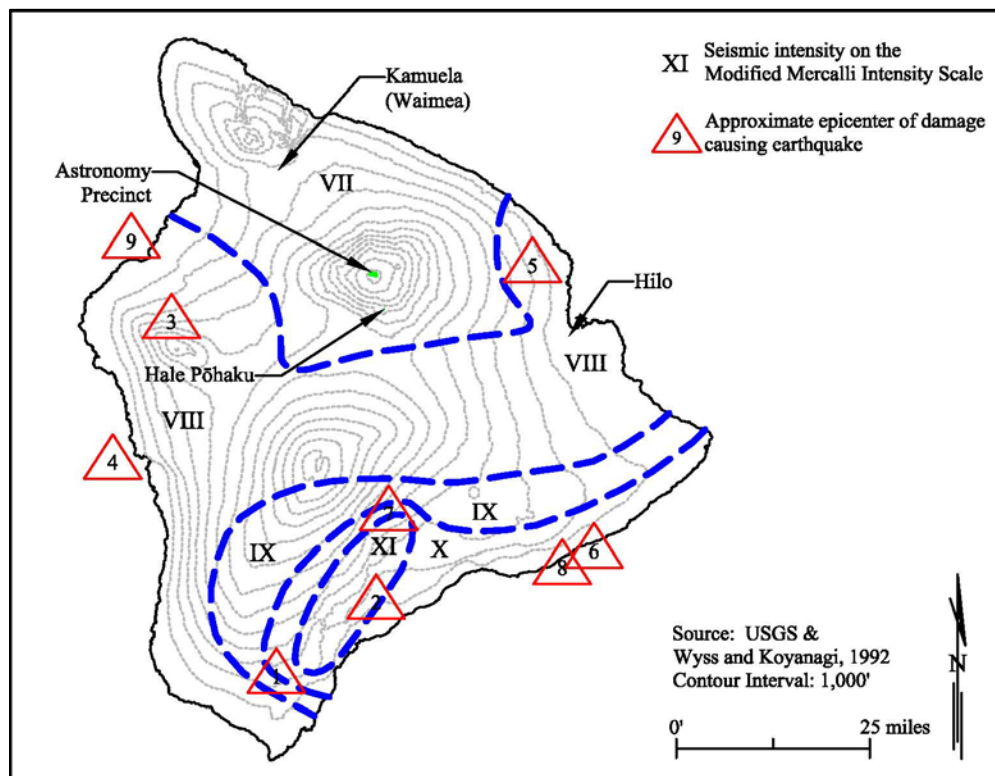 XI Seismic intensity on the
Modified Mercalli Intensity Scale
9 Approximate epicenter of damage
causing earthquake
Kamuela
(Waimea)
Astronomy
Precinct
VII
9
5
3
Hilo
Hale Pōhaku
VIII
VIII
4
7
IX
IX
XI
X
6
8
2
1
Source: USGS &
Wyss and Koyanagi, 1992
Contour Interval: 1,000'
N
0' 25 miles